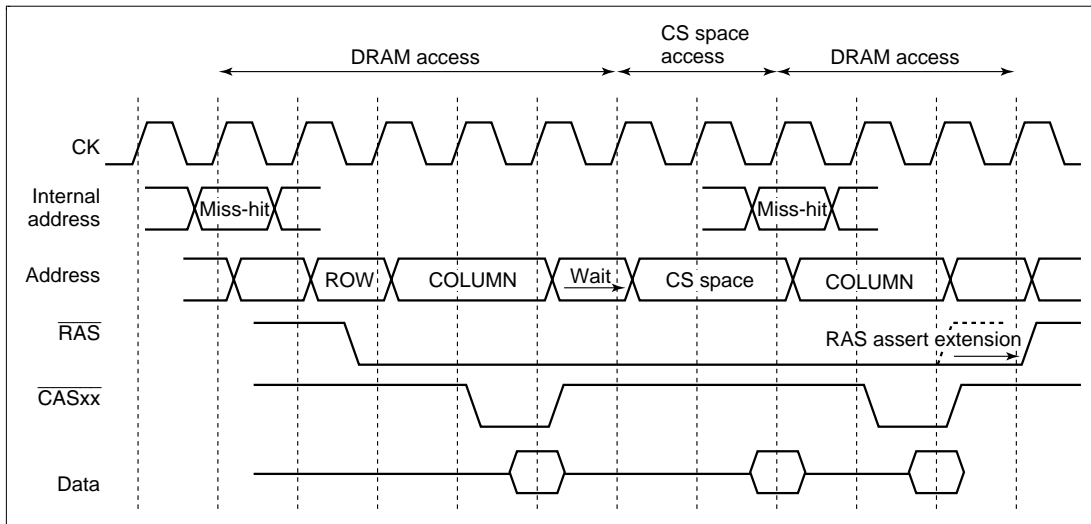 CS space
access
DRAM access
DRAM access
CK
Internal
address
Miss-hit
Miss-hit
Address
ROW
COLUMN
Wait
CS space
COLUMN
RAS
RAS assert extension
CASxx
Data